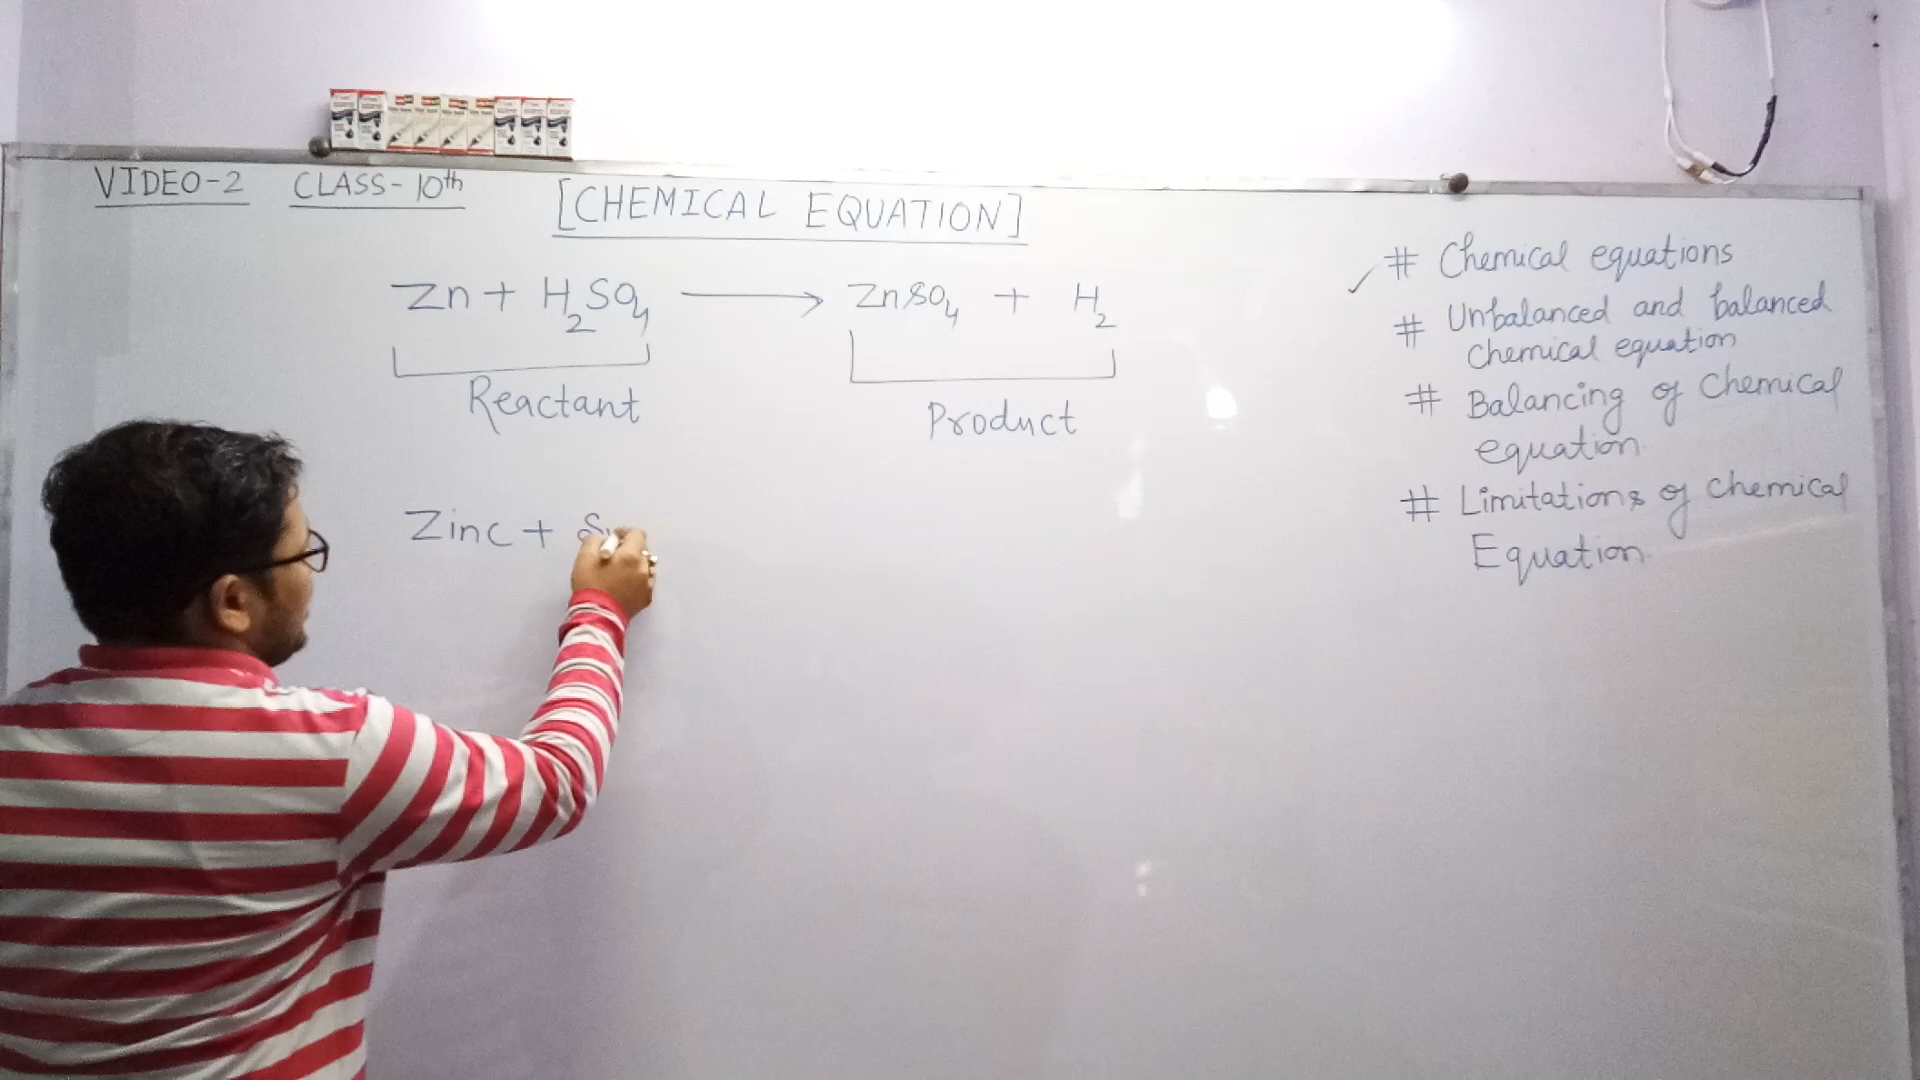 VIDEO-2 CLASS-10th [CHEMICAL EQUATION]
Zn + H₂SO₄ ⟶ ZnSO₄ + H₂
Reactant
Product
Zinc +
✓ # Chemical equations
# Unbalanced and balanced
chemical equation
# Balancing of chemical
equation.
# Limitations of chemical
Equation.